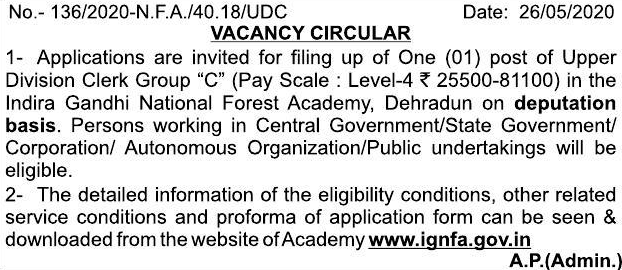 No.- 136/2020-N.F.A./40.18/UDC Date: 26/05/2020
VACANCY CIRCULAR
1- Applications are invited for filing up of One (01) post of Upper
Division Clerk Group “C” (Pay Scale : Level-4 ₹ 25500-81100) in the
Indira Gandhi National Forest Academy, Dehradun on deputation
basis. Persons working in Central Government/State Government/
Corporation/ Autonomous Organization/Public undertakings will be
eligible.
2- The detailed information of the eligibility conditions, other related
service conditions and proforma of application form can be seen &
downloaded from the website of Academy www.ignfa.gov.in
A.P.(Admin.)